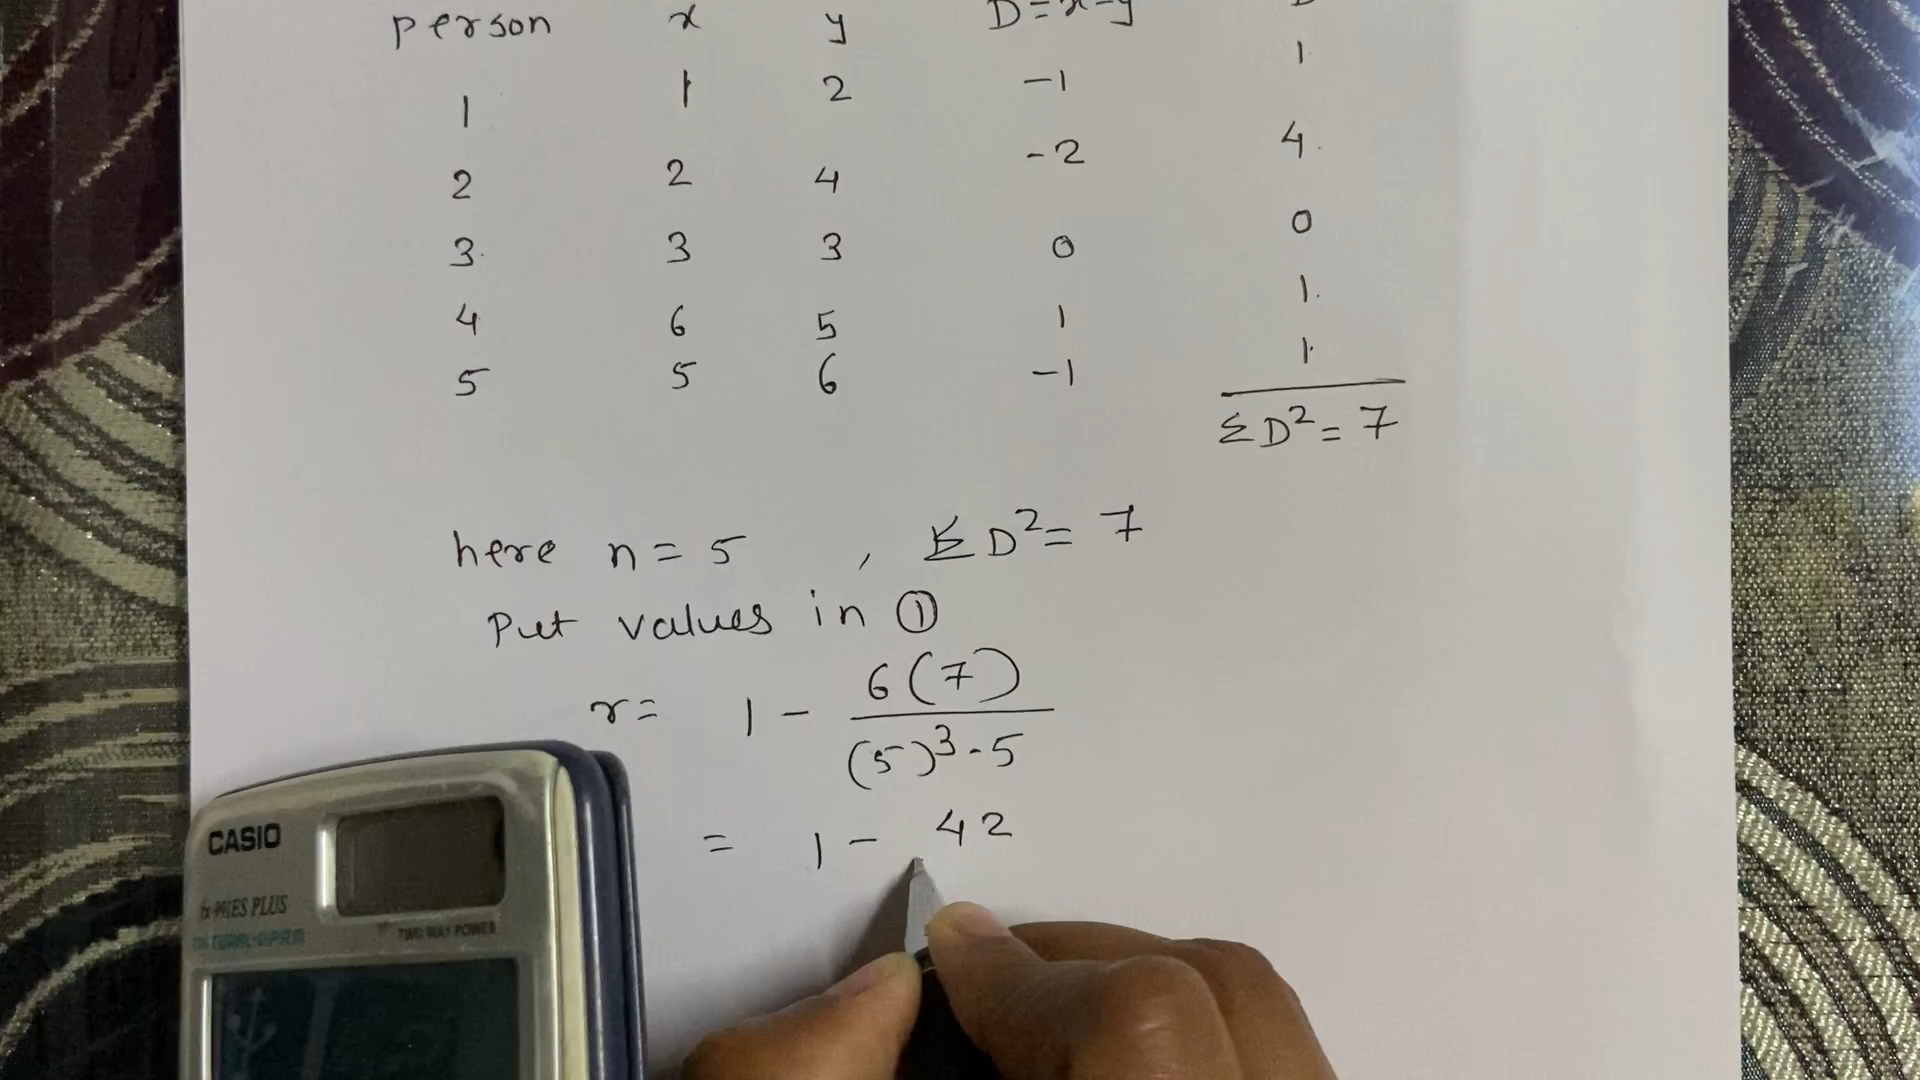 person x y D=x-y
1 1 2 -1 1
2 2 4 -2 4
3 3 3 0 0
4 6 5 1 1
5 5 6 -1 1
ΣD²= 7
here n = 5 , ΣD²= 7
Put values in ①
r= 1 - 6(7)/(5)³-5
= 1 - 42
CASIO
PLUS
TWO WAY POWER